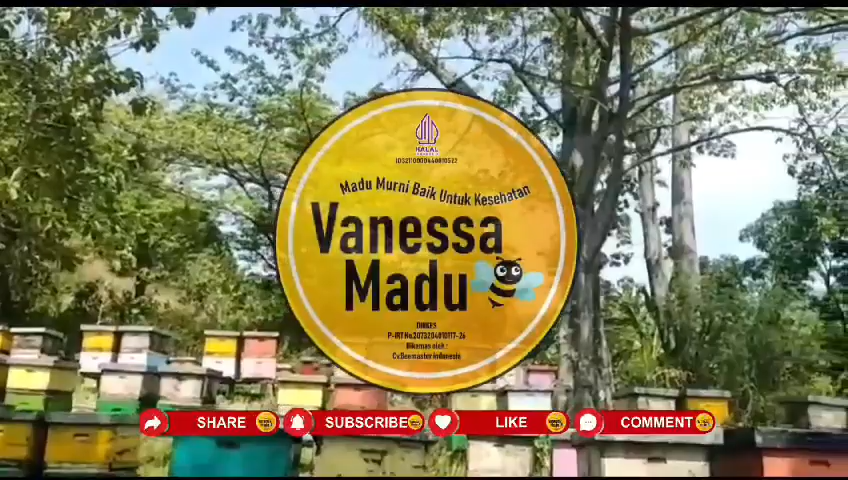 HALAL
Madu Murni Baik Untuk Kesehatan
Vanessa
Madu
DINKES
Dikemas oleh :
Cv.Beemaster Indonesia
SHARE
SUBSCRIBE
LIKE
COMMENT